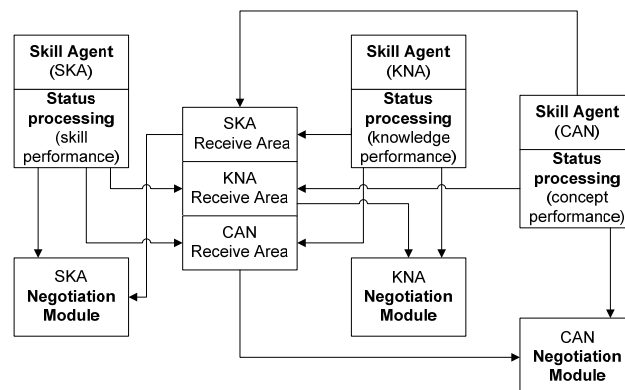 Skill Agent
(SKA)
Status
processing
(skill
performance)
SKA
Receive Area
KNA
Receive Area
CAN
Receive Area
Skill Agent
(KNA)
Status
processing
(knowledge
performance)
Skill Agent
(CAN)
Status
processing
(concept
performance)
SKA
Negotiation
Module
KNA
Negotiation
Module
CAN
Negotiation
Module